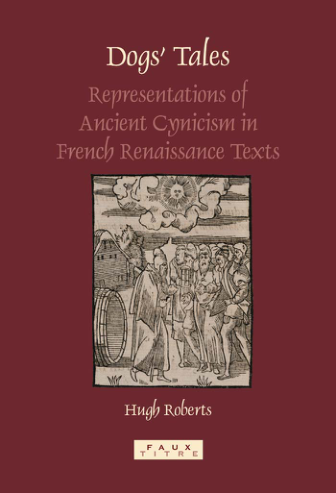 Dogs' Tales
Representations of
Ancient Cynicism in
French Renaissance Texts
Hugh Roberts
FAUX
TITRE